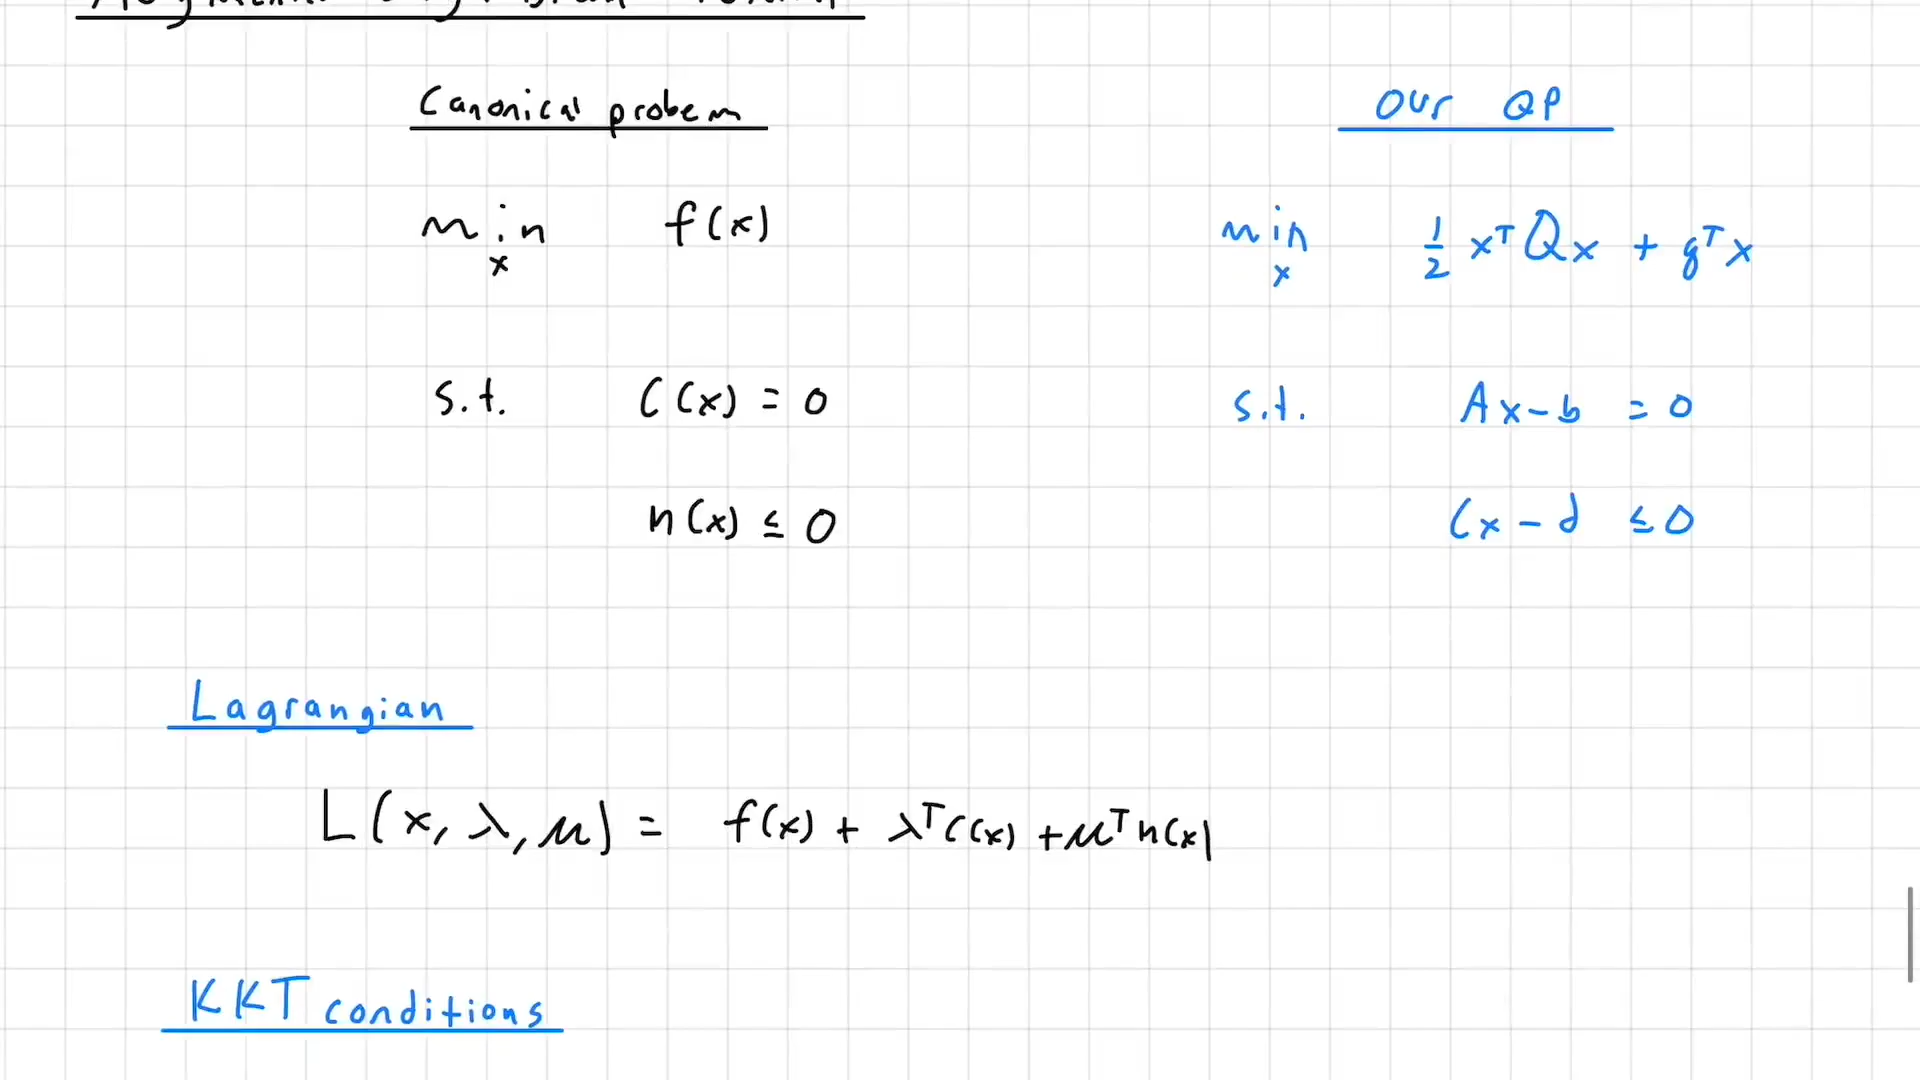 Canonical probem
Our QP
min f(x)
x
min 1/2 xᵀQx + qᵀx
x
s.t. C(x) = 0
s.t. Ax-b = 0
h(x) ≤ 0
Cx - d ≤ 0
Lagrangian
L(x, λ, μ) = f(x) + λᵀC(x) + μᵀh(x)
KKT conditions